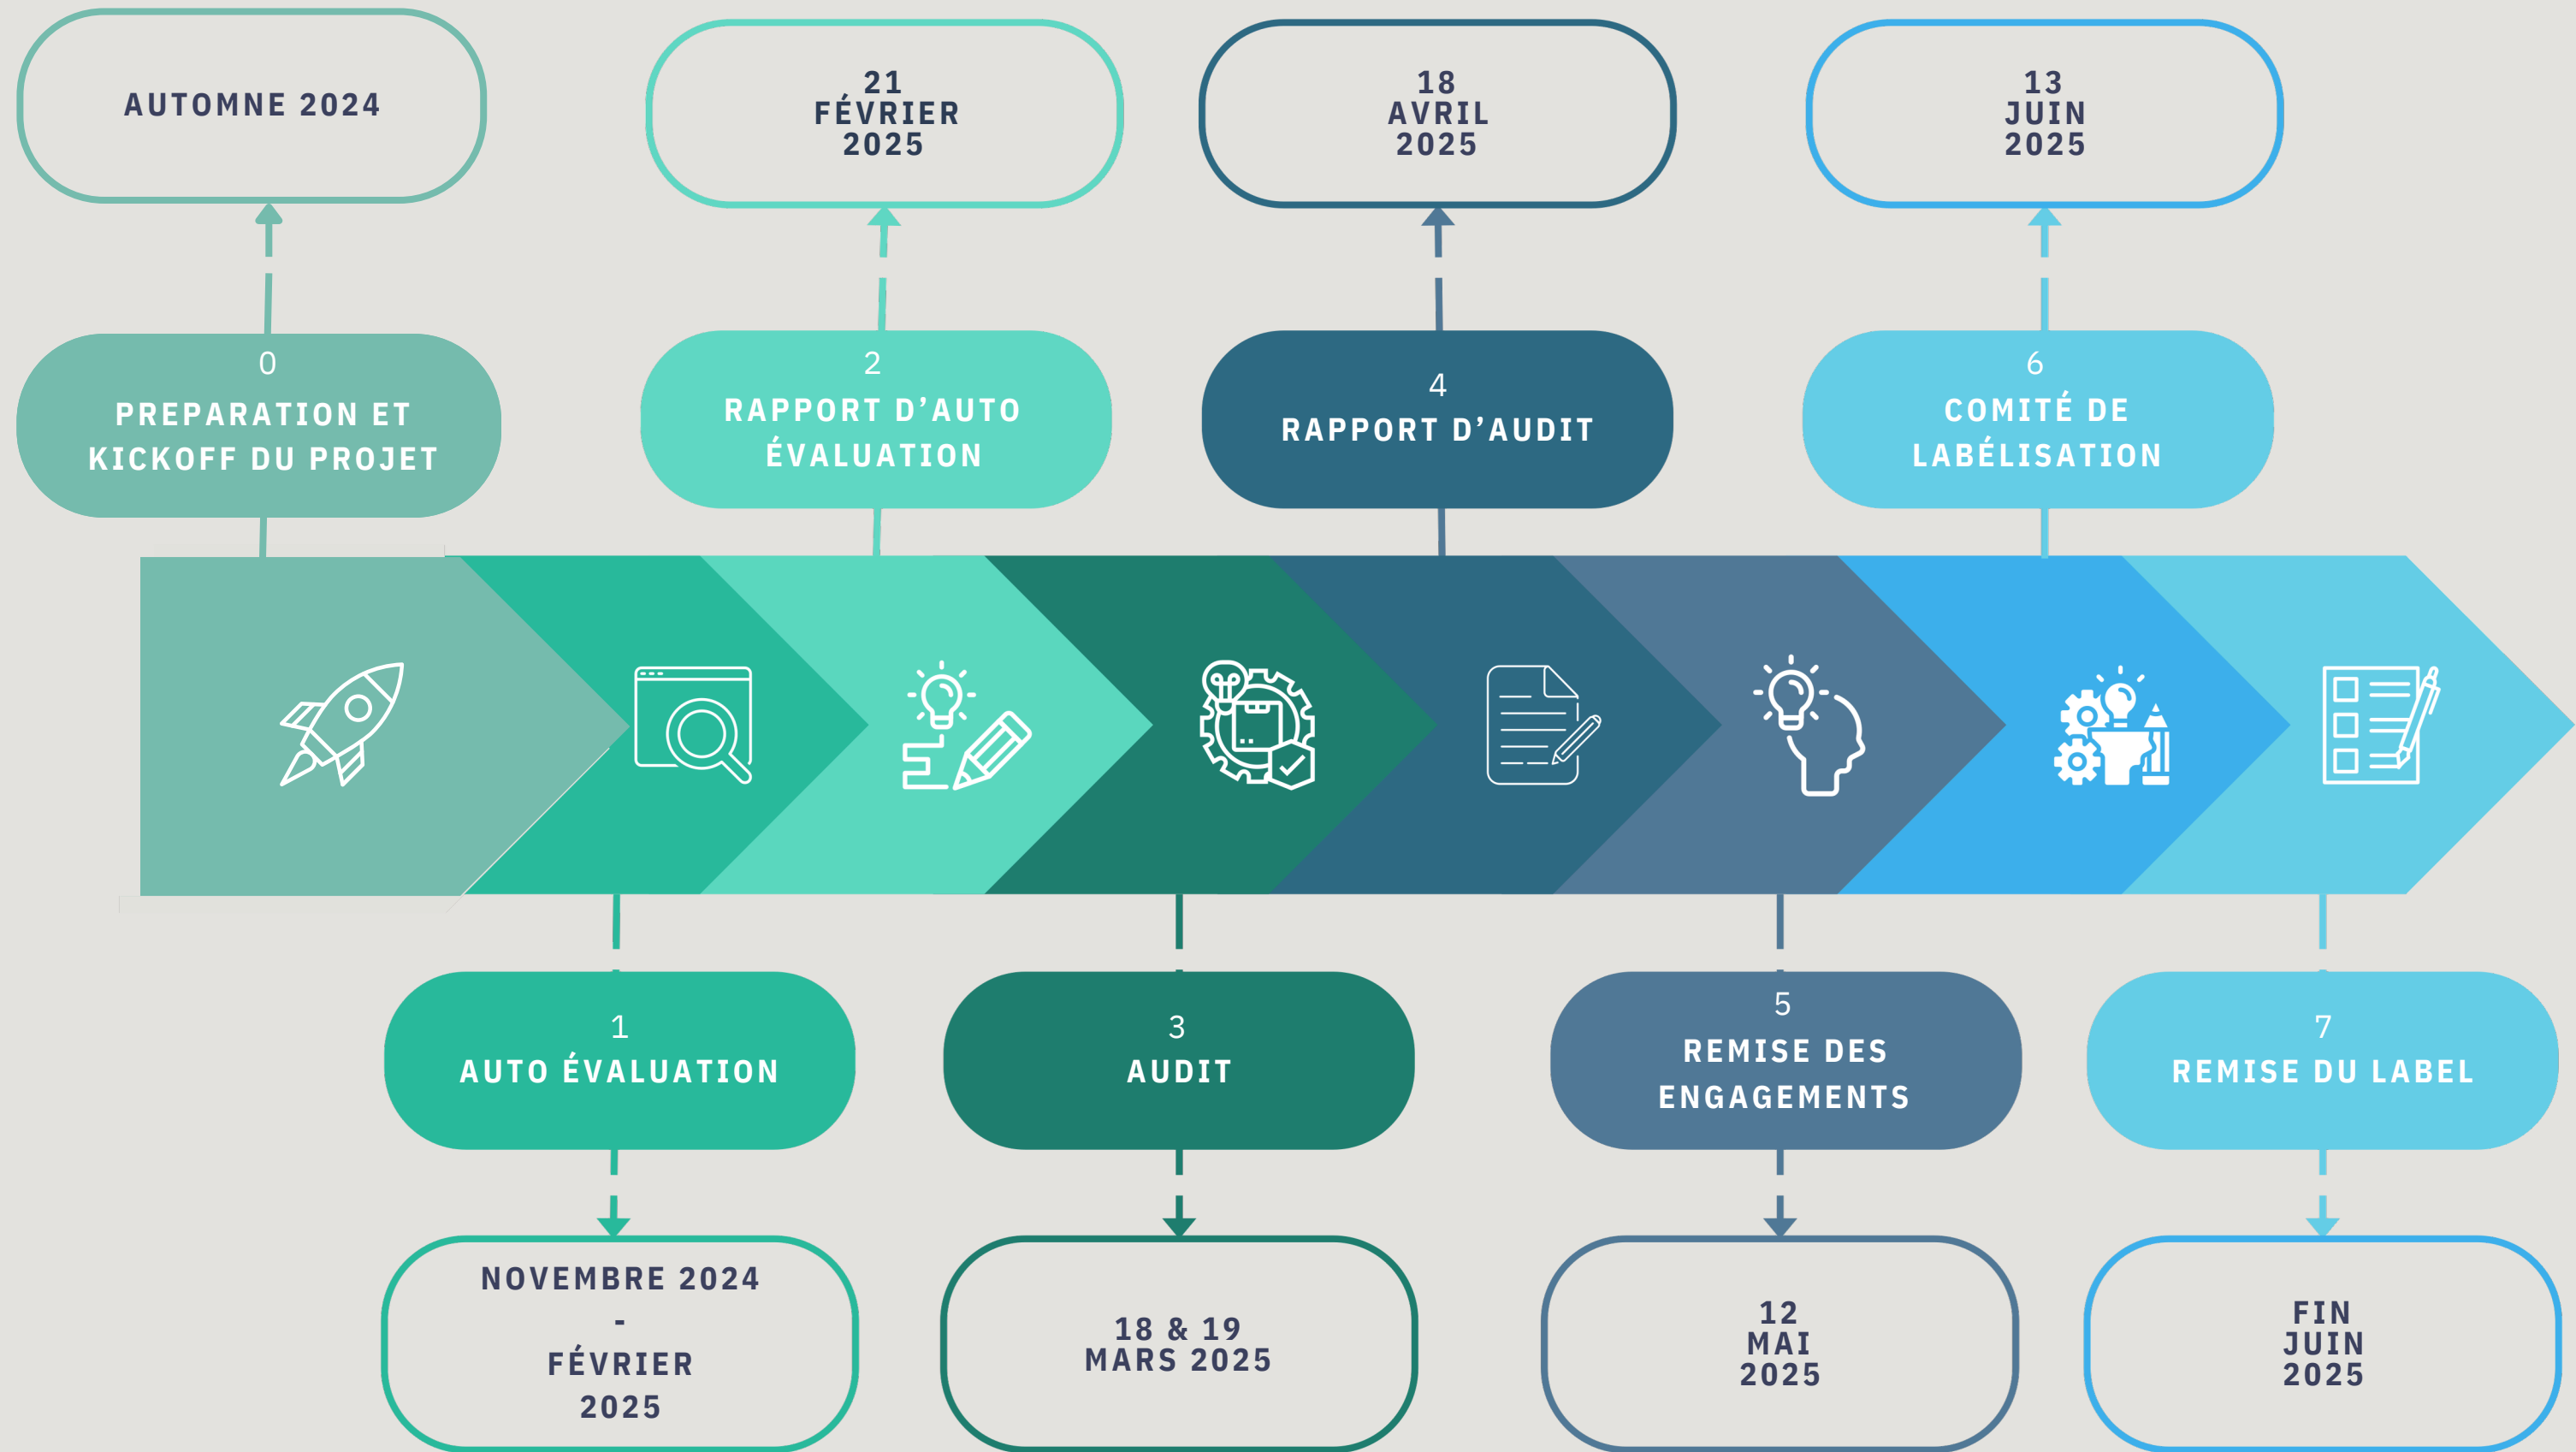 AUTOMNE 2024
21
FÉVRIER
2025
18
AVRIL
2025
13
JUIN
2025
0
PREPARATION ET
KICKOFF DU PROJET
2
RAPPORT D’AUTO
ÉVALUATION
4
RAPPORT D’AUDIT
6
COMITÉ DE
LABÉLISATION
1
AUTO ÉVALUATION
3
AUDIT
5
REMISE DES
ENGAGEMENTS
7
REMISE DU LABEL
NOVEMBRE 2024
-
FÉVRIER
2025
18 & 19
MARS 2025
12
MAI
2025
FIN
JUIN
2025